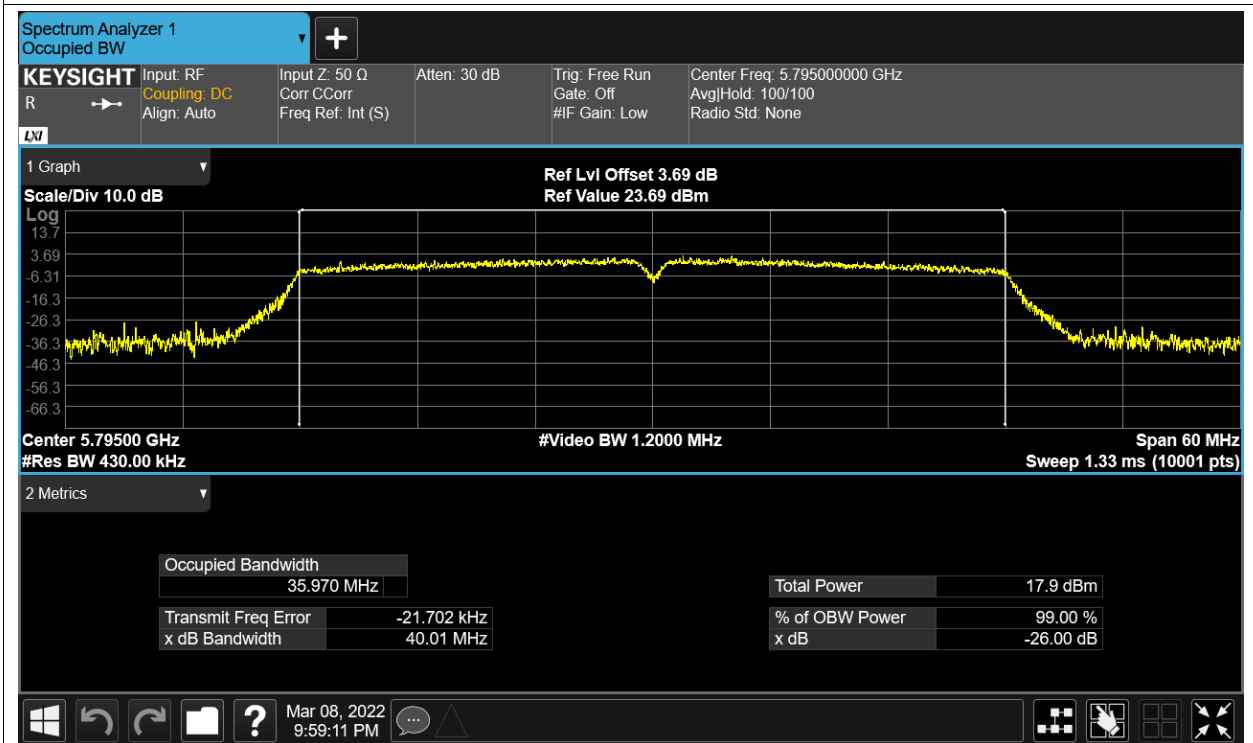 Spectrum Analyzer 1
Occupied BW
KEYSIGHT
R
LXI
Input: RF
Coupling: DC
Align: Auto
Input Z: 50 Ω
Corr CCorr
Freq Ref: Int (S)
Atten: 30 dB
Trig: Free Run
Gate: Off
#IF Gain: Low
Center Freq: 5.795000000 GHz
Avg|Hold: 100/100
Radio Std: None
1 Graph
Scale/Div 10.0 dB
Ref Lvl Offset 3.69 dB
Ref Value 23.69 dBm
Log
13.7
3.69
-6.31
-16.3
-26.3
-36.3
-46.3
-56.3
-66.3
Center 5.79500 GHz
#Video BW 1.2000 MHz
Span 60 MHz
#Res BW 430.00 kHz
Sweep 1.33 ms (10001 pts)
2 Metrics
Occupied Bandwidth
35.970 MHz
Total Power 17.9 dBm
Transmit Freq Error -21.702 kHz
% of OBW Power 99.00 %
x dB Bandwidth 40.01 MHz
x dB -26.00 dB
Mar 08, 2022
9:59:11 PM